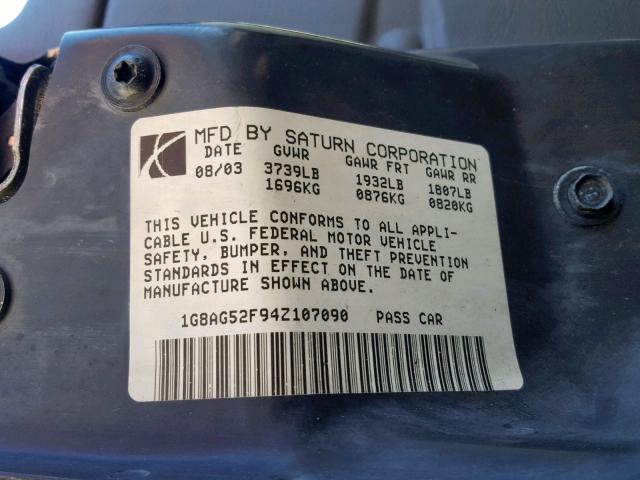 MFD BY SATURN CORPORATION
DATE GVWR GAWR FRT GAWR RR
08/03 3739LB 1932LB 1807LB
1696KG 0876KG 0820KG
THIS VEHICLE CONFORMS TO ALL APPLI-
CABLE U.S. FEDERAL MOTOR VEHICLE
SAFETY, BUMPER, AND THEFT PREVENTION
STANDARDS IN EFFECT ON THE DATE OF
MANUFACTURE SHOWN ABOVE.
1G8AG52F94Z107090 PASS CAR